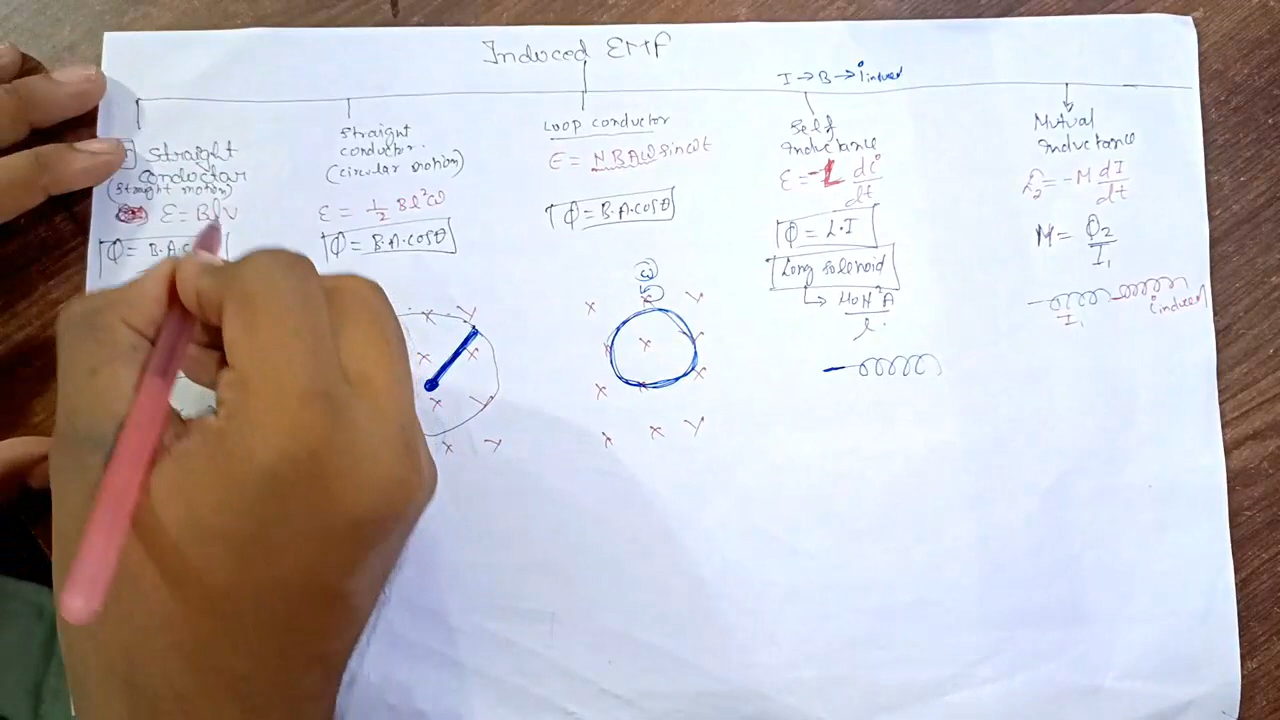 Induced EMF
I → B → i induced
Straight
conductor
(Straight motion)
ε = Blv
Φ = B.A.c
Straight
conductor.
(circular motion)
ε = 1/2 Bl²ω
Φ = B.A.cosθ
Loop conductor
ε = NBAω sinωt
Φ = B.A.cosθ
Self
inductance
ε = -L di/dt
Φ = L.I
Long solenoid
↳ μ₀N²A/l.
Mutual
inductance
= -M dI/dt
M = Φ₂/I₁
I₁
i induced
ω